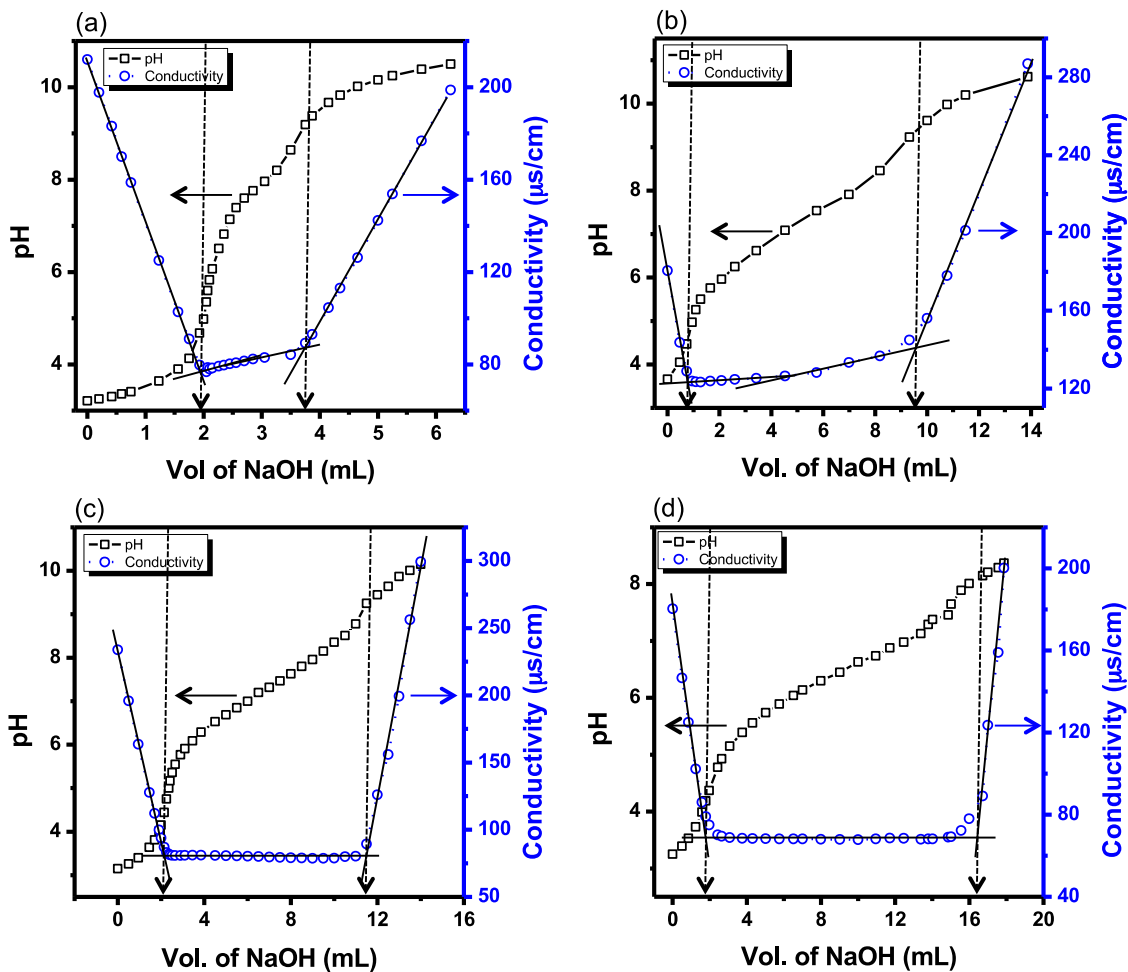 (a)
pH
Conductivity
10
8
6
4
pH
200
160
120
80
60
Conductivity (µs/cm)
0
1
2
3
4
5
6
Vol of NaOH (mL)
(b)
pH
Conductivity
10
8
6
4
pH
280
240
200
160
120
Conductivity (µs/cm)
0
2
4
6
8
10
12
14
Vol. of NaOH (mL)
(c)
pH
Conductivity
10
8
6
4
pH
300
250
200
150
100
50
Conductivity (µs/cm)
0
4
8
12
16
Vol. of NaOH (mL)
(d)
pH
Conductivity
8
6
4
pH
200
160
120
80
60
40
Conductivity (µs/cm)
0
4
8
12
16
20
Vol. of NaOH (mL)